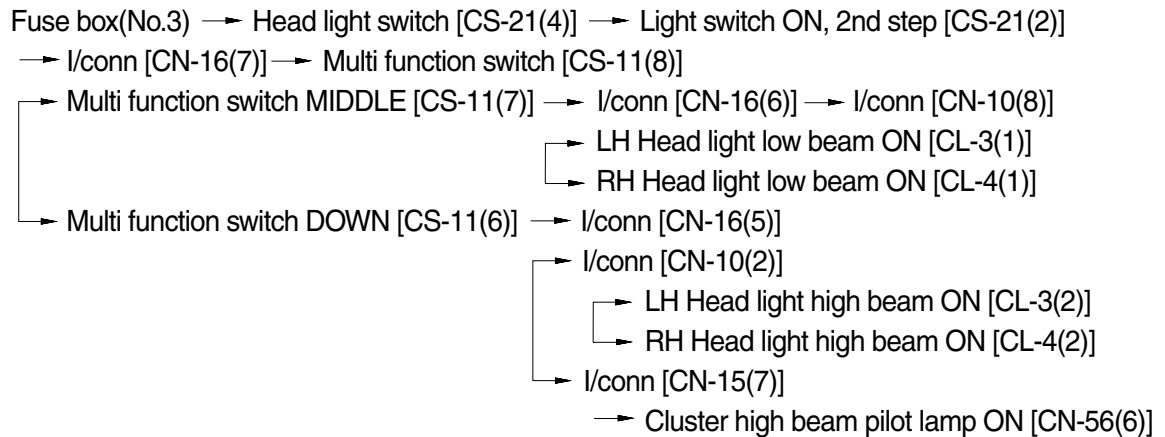 Fuse box(No.3) → Head light switch [CS-21(4)] → Light switch ON, 2nd step [CS-21(2)]
→ I/conn [CN-16(7)] → Multi function switch [CS-11(8)]
→ Multi function switch MIDDLE [CS-11(7)] → I/conn [CN-16(6)] → I/conn [CN-10(8)]
→ LH Head light low beam ON [CL-3(1)]
→ RH Head light low beam ON [CL-4(1)]
→ Multi function switch DOWN [CS-11(6)] → I/conn [CN-16(5)]
→ I/conn [CN-10(2)]
→ LH Head light high beam ON [CL-3(2)]
→ RH Head light high beam ON [CL-4(2)]
→ I/conn [CN-15(7)]
→ Cluster high beam pilot lamp ON [CN-56(6)]